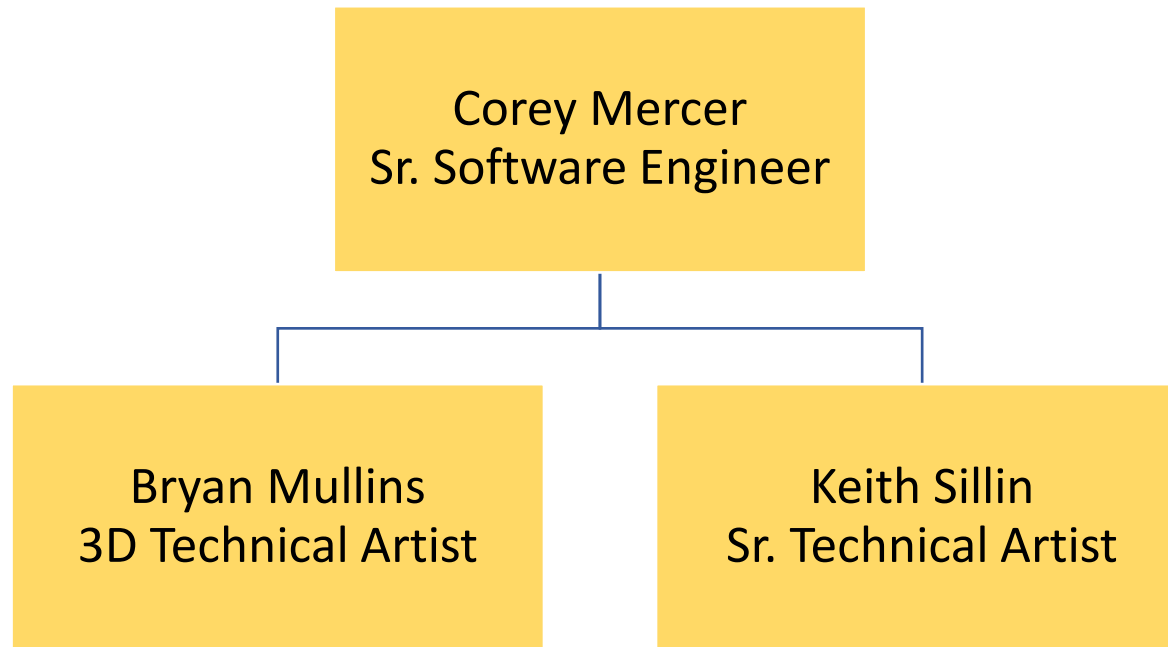 Corey Mercer
Sr. Software Engineer
Bryan Mullins
3D Technical Artist
Keith Sillin
Sr. Technical Artist